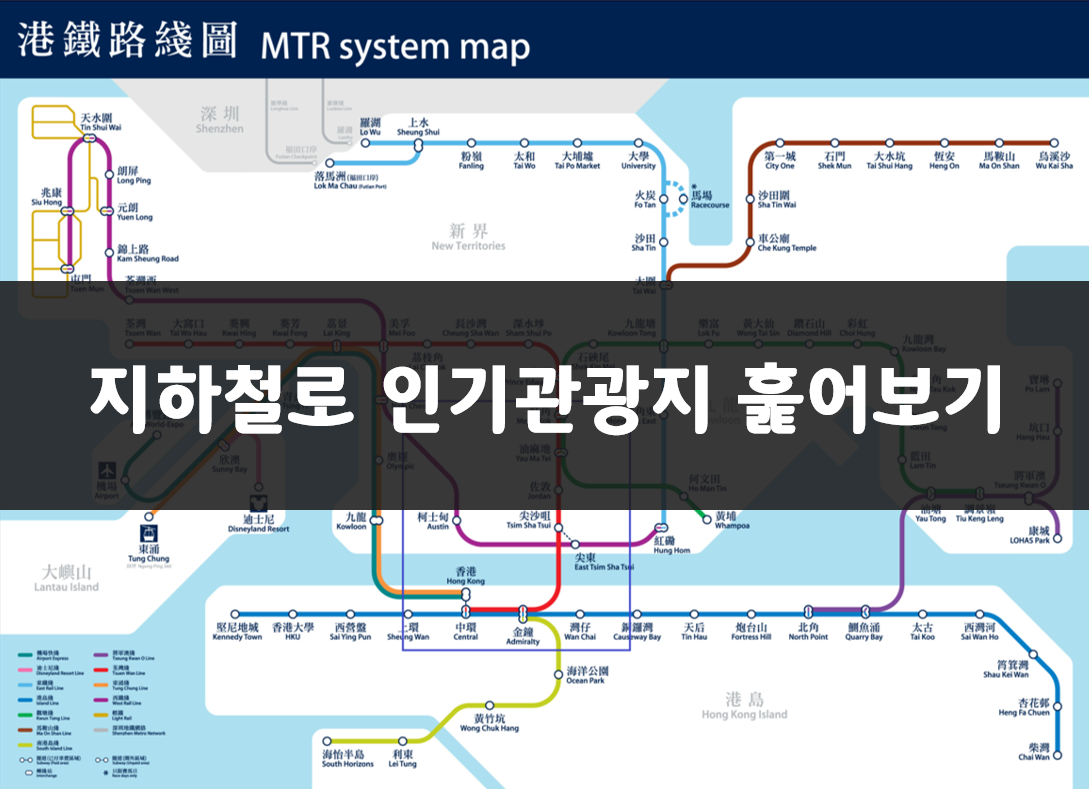 港鐵路綫圖 MTR system map
深圳
Shenzhen
新界
New Territories
天水圍
Tin Shui Wai
朗屏
Long Ping
兆康
Siu Hong
元朗
Yuen Long
錦上路
Kam Sheung Road
屯門
Tuen Mun
荃灣西
Tsuen Wan West
羅湖
Lo Wu
上水
Sheung Shui
落馬洲(福田口岸)
Lok Ma Chau (Futian Port)
粉嶺
Fanling
太和
Tai Wo
大埔墟
Tai Po Market
大學
University
火炭
Fo Tan
馬場
Racecourse
沙田
Sha Tin
大圍
Tai Wai
第一城
City One
石門
Shek Mun
大水坑
Tai Shui Hang
恆安
Heng On
馬鞍山
Ma On Shan
烏溪沙
Wu Kai Sha
沙田圍
Sha Tin Wai
車公廟
Che Kung Temple
荃灣
Tsuen Wan
大窩口
Tai Wo Hau
葵興
Kwai Hing
葵芳
Kwai Fong
荔景
Lai King
美孚
Mei Foo
長沙灣
Cheung Sha Wan
深水埗
Sham Shui Po
九龍塘
Kowloon Tong
樂富
Lok Fu
黃大仙
Wong Tai Sin
鑽石山
Diamond Hill
彩虹
Choi Hung
九龍灣
Kowloon Bay
荔枝角
石硤尾
지하철로 인기관광지 훑어보기
寶琳
坑口
Hang Hau
欣澳
Sunny Bay
機場
Airport
奧運
Olympic
油麻地
Yau Ma Tei
佐敦
Jordan
何文田
Ho Man Tin
藍田
Lam Tin
將軍澳
Tseung Kwan O
迪士尼
Disneyland Resort
東涌
Tung Chung
九龍
Kowloon
柯士甸
Austin
尖沙咀
Tsim Sha Tsui
尖東
East Tsim Sha Tsui
紅磡
Hung Hom
黃埔
Whampoa
油塘
Yau Tong
調景嶺
Tiu Keng Leng
康城
LOHAS Park
大嶼山
Lantau Island
香港
Hong Kong
堅尼地城
Kennedy Town
香港大學
HKU
西營盤
Sai Ying Pun
上環
Sheung Wan
中環
Central
金鐘
Admiralty
灣仔
Wan Chai
銅鑼灣
Causeway Bay
天后
Tin Hau
炮台山
Fortress Hill
北角
North Point
鰂魚涌
Quarry Bay
太古
Tai Koo
西灣河
Sai Wan Ho
筲箕灣
Shau Kei Wan
杏花邨
Heng Fa Chuen
柴灣
Chai Wan
海洋公園
Ocean Park
黃竹坑
Wong Chuk Hang
利東
Lei Tung
海怡半島
South Horizons
港島
Hong Kong Island
機場快綫
Airport Express
迪士尼綫
Disneyland Resort Line
東鐵綫
East Rail Line
港島綫
Island Line
觀塘綫
Kwun Tong Line
馬鞍山綫
Ma On Shan Line
南港島綫
South Island Line
將軍澳綫
Tseung Kwan O Line
荃灣綫
Tsuen Wan Line
東涌綫
Tung Chung Line
西鐵綫
West Rail Line
輕鐵
Light Rail
深圳地鐵網絡
Shenzhen Metro Network